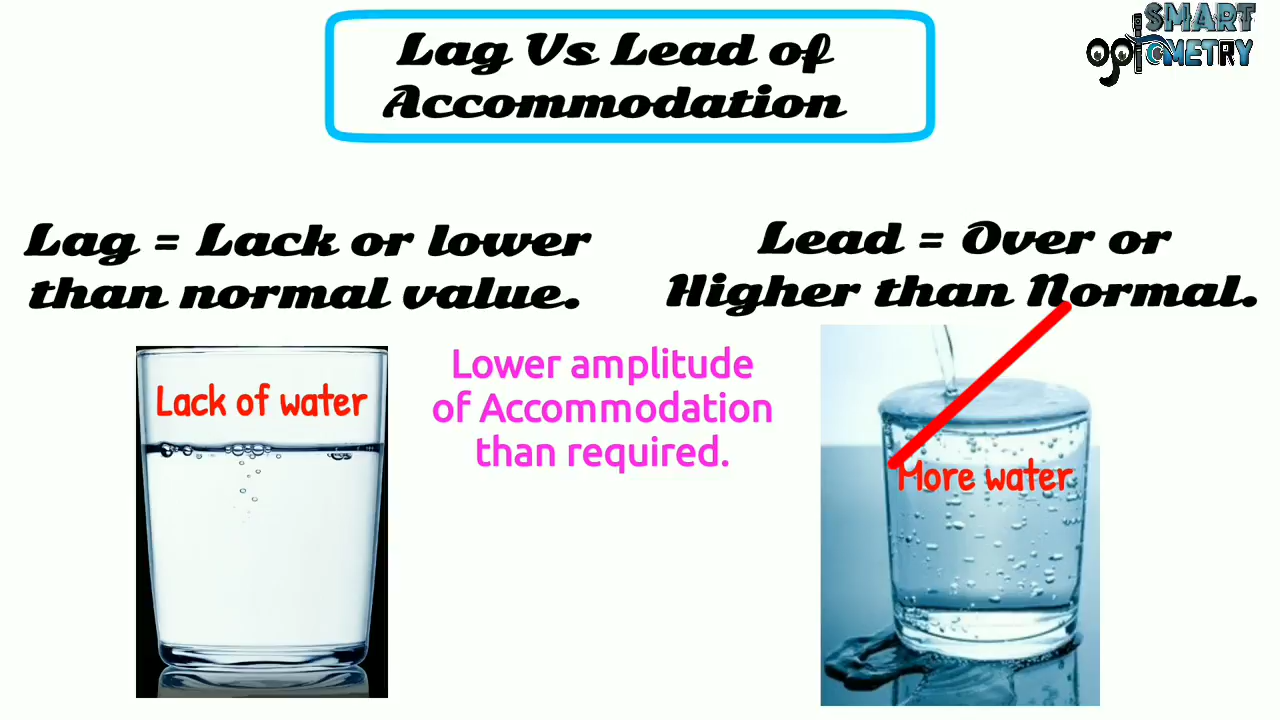 Lag Vs Lead of
Accommodation
SMART
OPTOMETRY
Lag = Lack or lower
than normal value.
Lead = Over or
Higher than Normal.
Lack of water
Lower amplitude
of Accommodation
than required.
More water